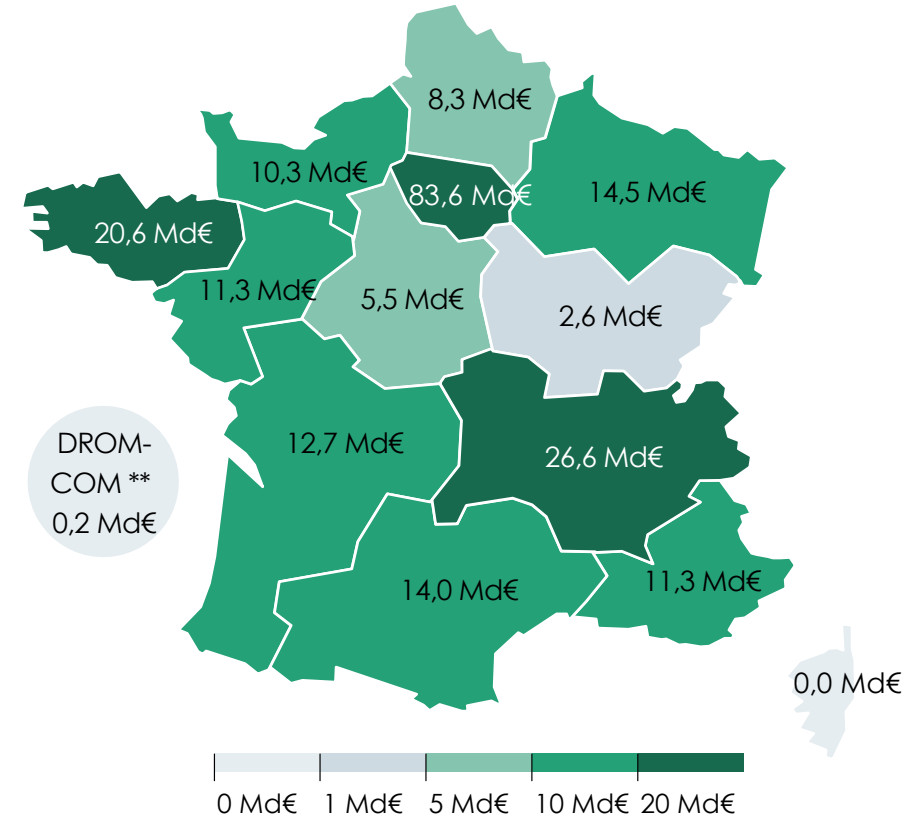 8,3 Md€
10,3 Md€
83,6 Md€
14,5 Md€
20,6 Md€
11,3 Md€
5,5 Md€
2,6 Md€
DROM-
COM **
0,2 Md€
12,7 Md€
26,6 Md€
14,0 Md€
11,3 Md€
0,0 Md€
0 Md€ 1 Md€ 5 Md€ 10 Md€ 20 Md€